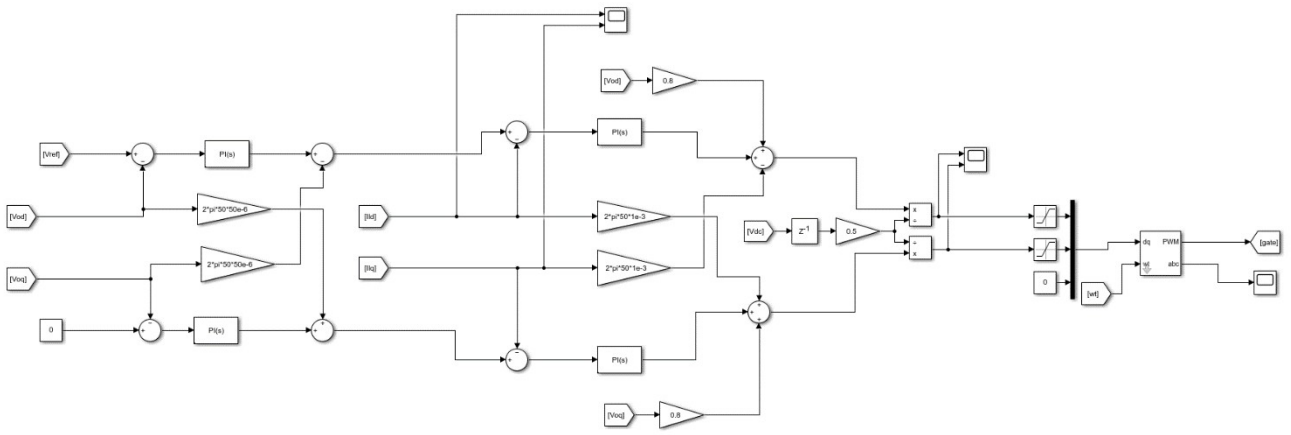 [Vod]
0.8
[Vref]
PI(s)
PI(s)
[Vod]
2*pi*50*50e-6
[Ild]
2*pi*50*1e-3
[Vdc]
Z-1
0.5
x
÷
÷
x
dq
PWM
wt
abc
[gate]
[Voq]
2*pi*50*50e-6
[Ilq]
2*pi*50*1e-3
0
[wt]
0
PI(s)
PI(s)
[Voq]
0.8